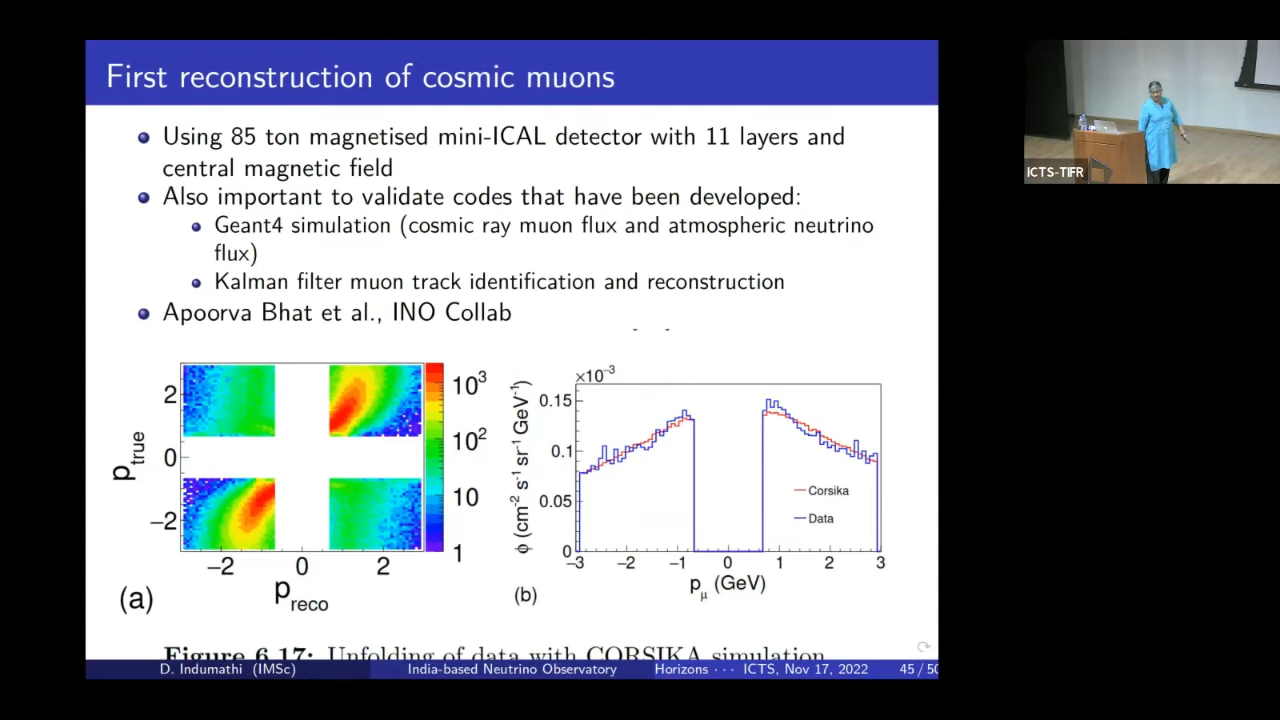 First reconstruction of cosmic muons
Using 85 ton magnetised mini-ICAL detector with 11 layers and
central magnetic field
Also important to validate codes that have been developed:
Geant4 simulation (cosmic ray muon flux and atmospheric neutrino
flux)
Kalman filter muon track identification and reconstruction
Apoorva Bhat et al., INO Collab
ICTS-TIFR
2
0
−2
p_true
−2 0 2
p_reco
10³
10²
10
1
(a)
×10⁻³
0.15
0.1
0.05
0
ϕ (cm⁻² s⁻¹ sr⁻¹ GeV⁻¹)
Corsika
Data
−3 −2 −1 0 1 2 3
p_μ (GeV)
(b)
Figure 6.17: Unfolding of data with CORSIKA simulation
D. Indumathi (IMSc) India-based Neutrino Observatory Horizons · · · ICTS, Nov 17, 2022 45 / 50